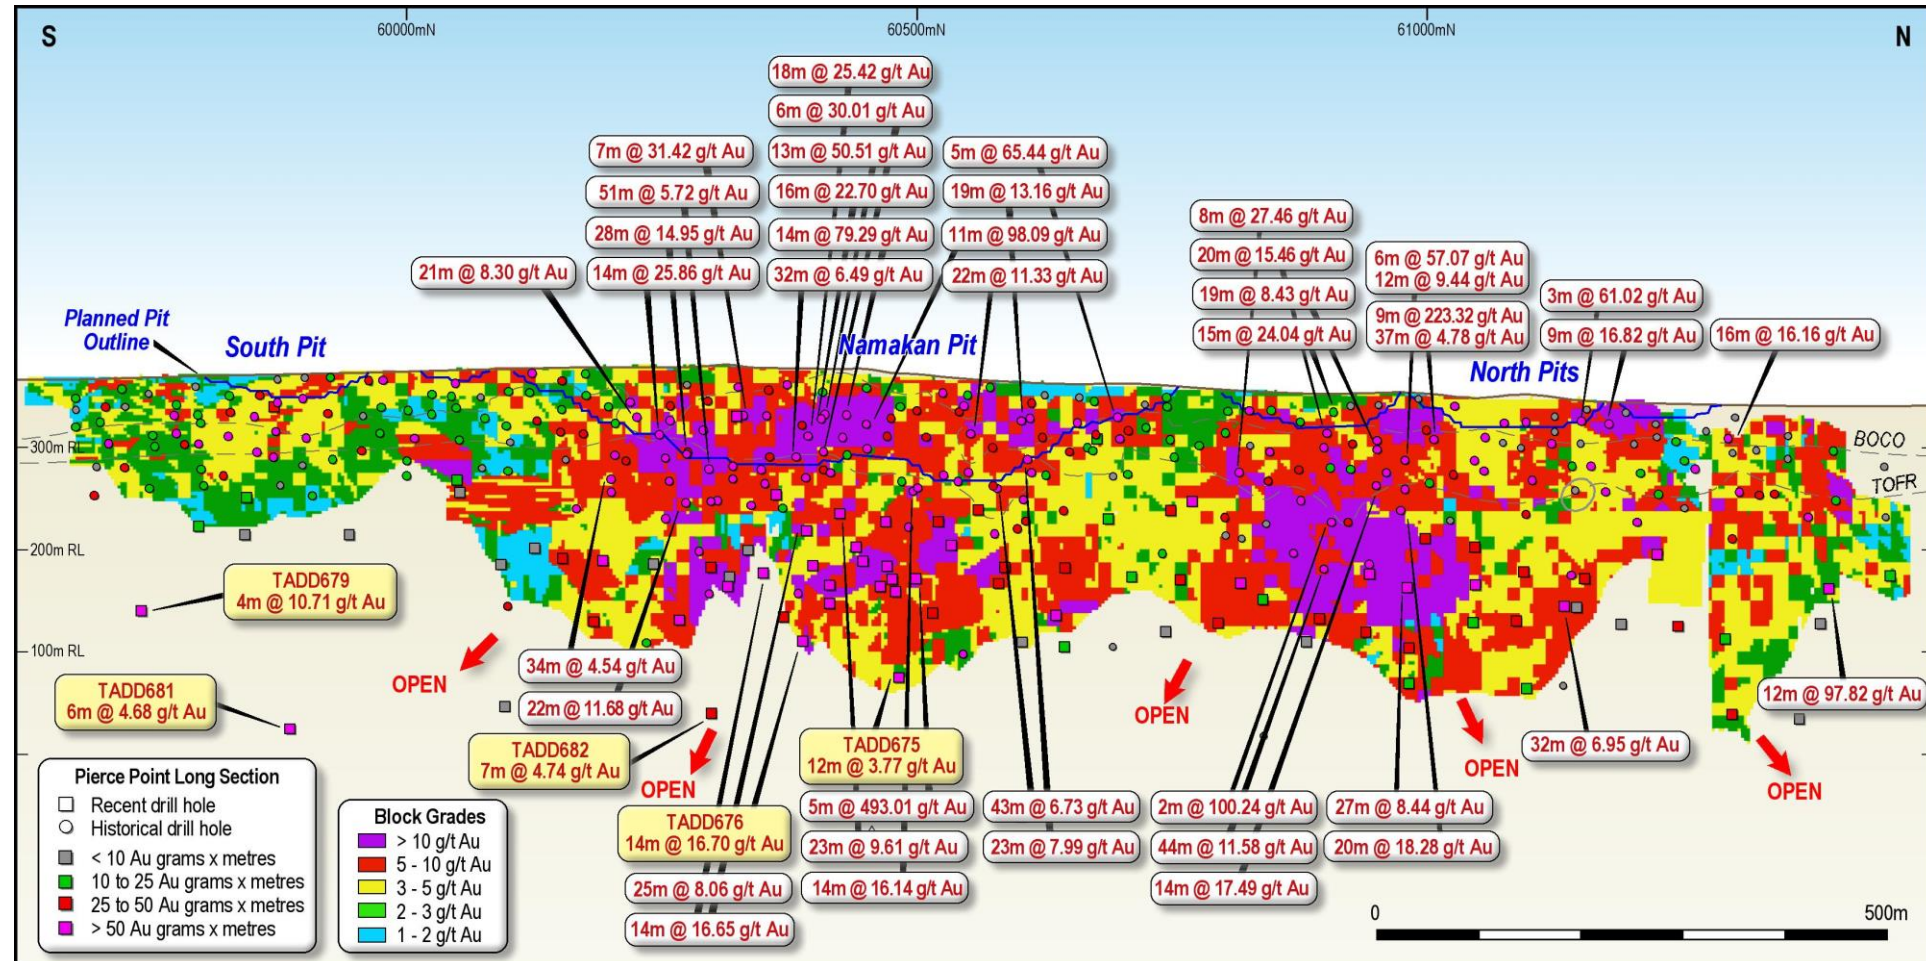 S
60000mN
60500mN
61000mN
N
18m @ 25.42 g/t Au
6m @ 30.01 g/t Au
7m @ 31.42 g/t Au
13m @ 50.51 g/t Au
5m @ 65.44 g/t Au
51m @ 5.72 g/t Au
16m @ 22.70 g/t Au
19m @ 13.16 g/t Au
8m @ 27.46 g/t Au
28m @ 14.95 g/t Au
14m @ 79.29 g/t Au
11m @ 98.09 g/t Au
20m @ 15.46 g/t Au
6m @ 57.07 g/t Au
12m @ 9.44 g/t Au
21m @ 8.30 g/t Au
14m @ 25.86 g/t Au
32m @ 6.49 g/t Au
22m @ 11.33 g/t Au
19m @ 8.43 g/t Au
3m @ 61.02 g/t Au
9m @ 223.32 g/t Au
37m @ 4.78 g/t Au
15m @ 24.04 g/t Au
9m @ 16.82 g/t Au
16m @ 16.16 g/t Au
Planned Pit
Outline
South Pit
Namakan Pit
North Pits
300m RL
BOCO
TOFR
200m RL
TADD679
4m @ 10.71 g/t Au
100m RL
OPEN
34m @ 4.54 g/t Au
22m @ 11.68 g/t Au
TADD681
6m @ 4.68 g/t Au
TADD682
7m @ 4.74 g/t Au
OPEN
OPEN
OPEN
OPEN
12m @ 97.82 g/t Au
32m @ 6.95 g/t Au
TADD675
12m @ 3.77 g/t Au
TADD676
14m @ 16.70 g/t Au
5m @ 493.01 g/t Au
43m @ 6.73 g/t Au
2m @ 100.24 g/t Au
27m @ 8.44 g/t Au
23m @ 9.61 g/t Au
23m @ 7.99 g/t Au
44m @ 11.58 g/t Au
20m @ 18.28 g/t Au
25m @ 8.06 g/t Au
14m @ 16.14 g/t Au
14m @ 17.49 g/t Au
14m @ 16.65 g/t Au
Pierce Point Long Section
Recent drill hole
Historical drill hole
< 10 Au grams x metres
10 to 25 Au grams x metres
25 to 50 Au grams x metres
> 50 Au grams x metres
Block Grades
> 10 g/t Au
5 - 10 g/t Au
3 - 5 g/t Au
2 - 3 g/t Au
1 - 2 g/t Au
0
500m